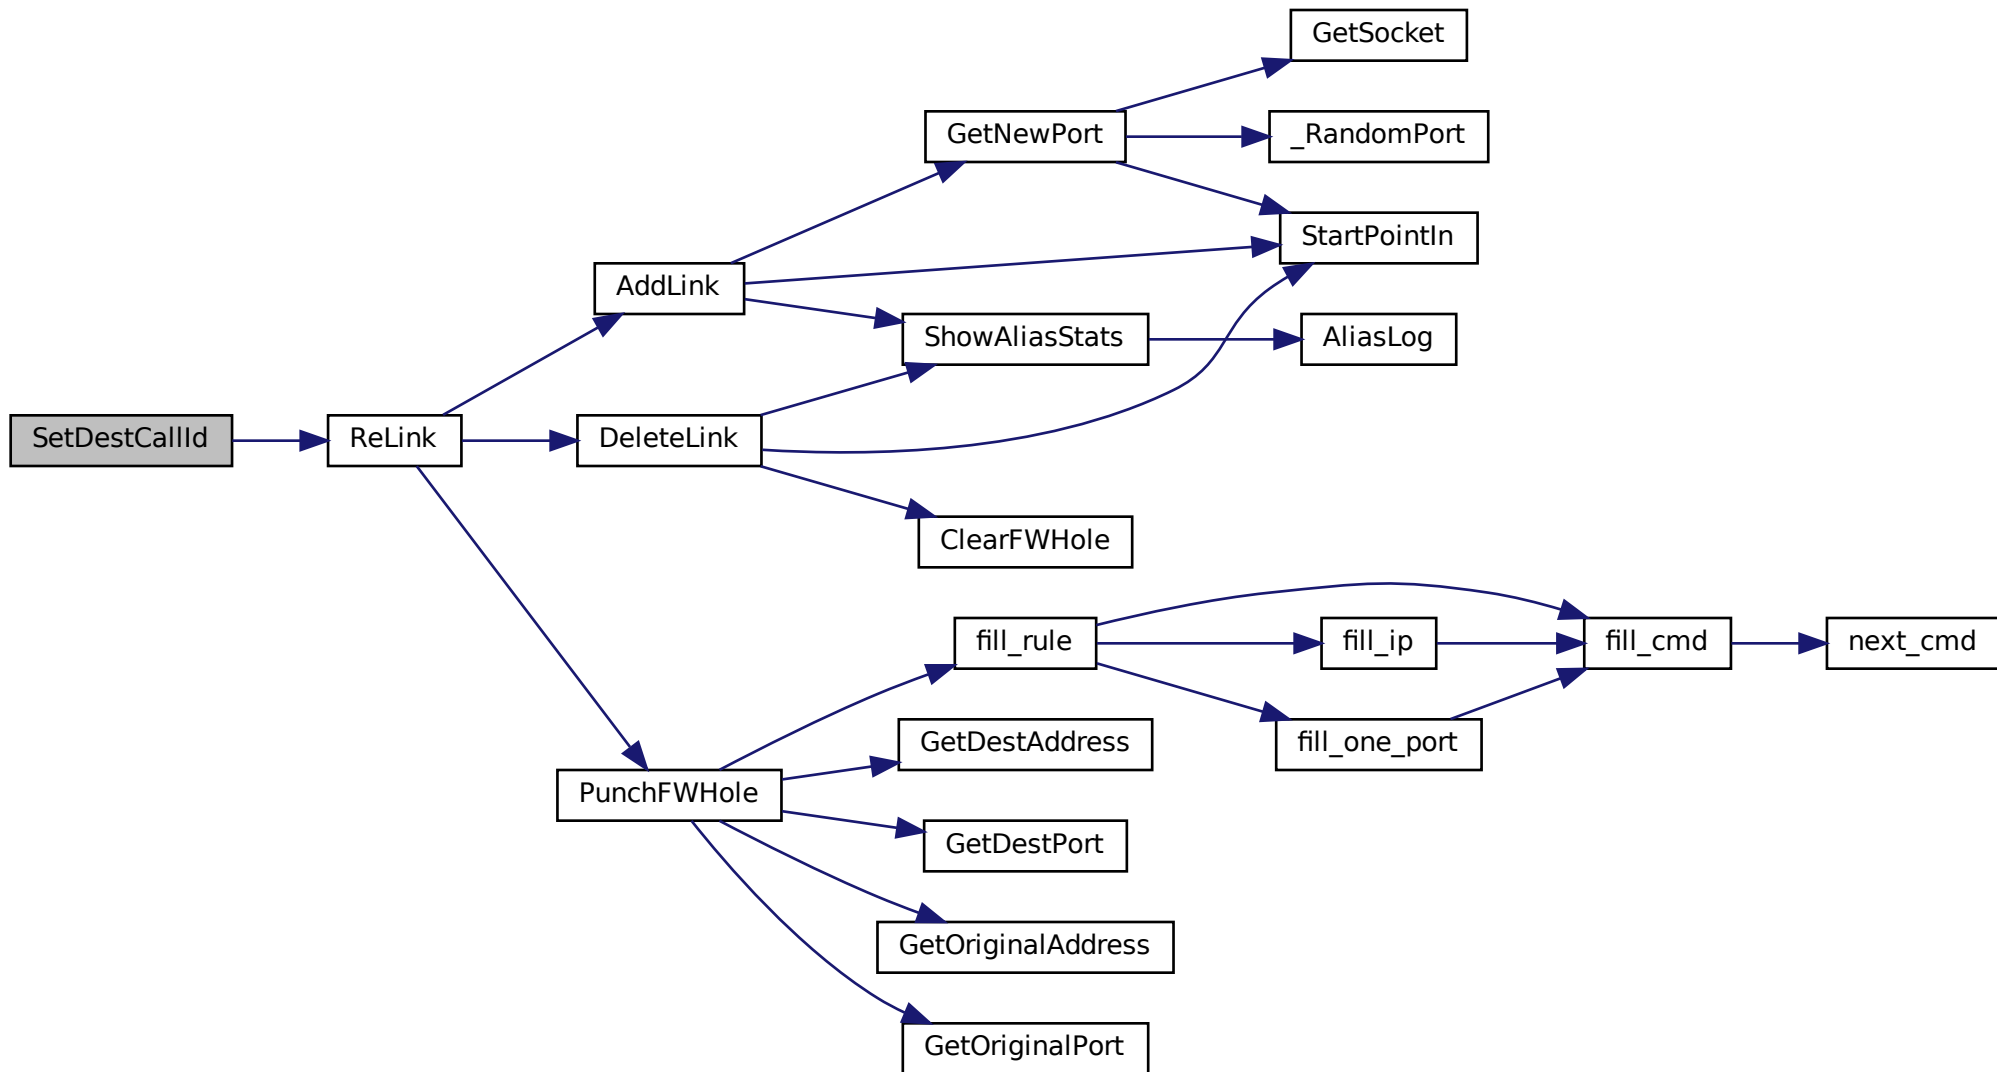 GetSocket
GetNewPort
_RandomPort
StartPointIn
AddLink
ShowAliasStats
AliasLog
SetDestCallId
ReLink
DeleteLink
ClearFWHole
fill_rule
fill_ip
fill_cmd
next_cmd
GetDestAddress
fill_one_port
PunchFWHole
GetDestPort
GetOriginalAddress
GetOriginalPort